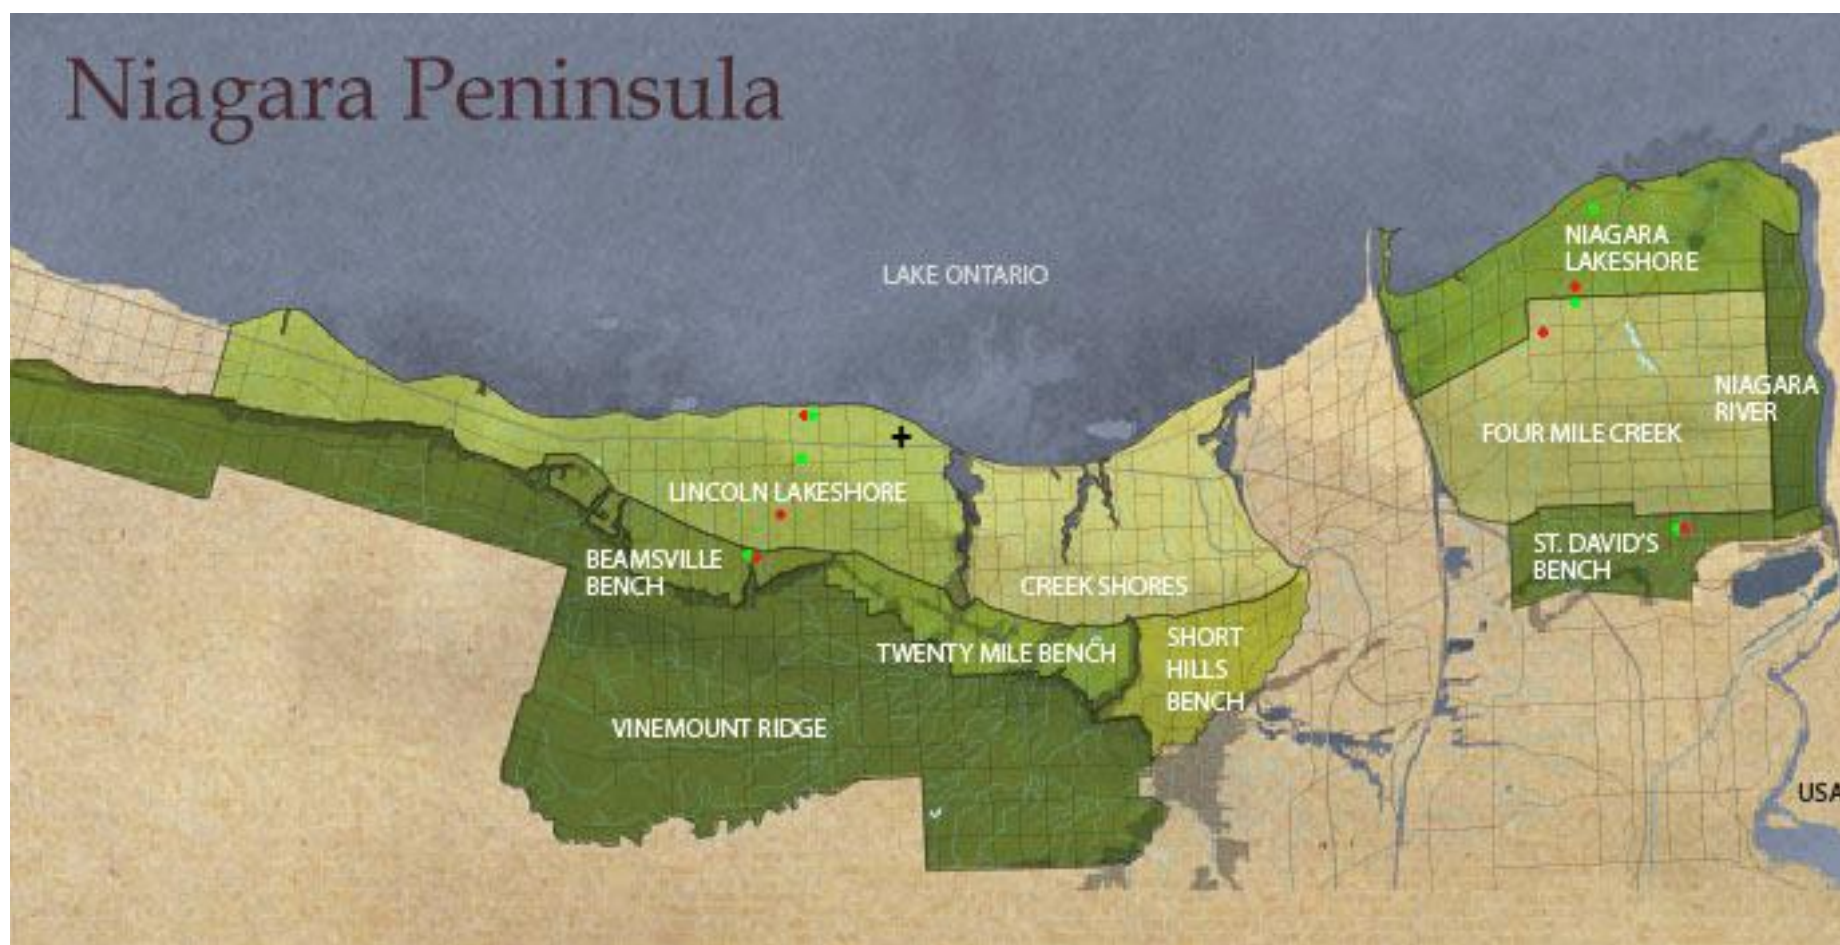 Niagara Peninsula
LAKE ONTARIO
NIAGARA
LAKESHORE
NIAGARA
RIVER
FOUR MILE CREEK
LINCOLN LAKESHORE
ST. DAVID'S
BENCH
BEAMSVILLE
BENCH
CREEK SHORES
TWENTY MILE BENCH
SHORT
HILLS
BENCH
VINEMOUNT RIDGE
USA